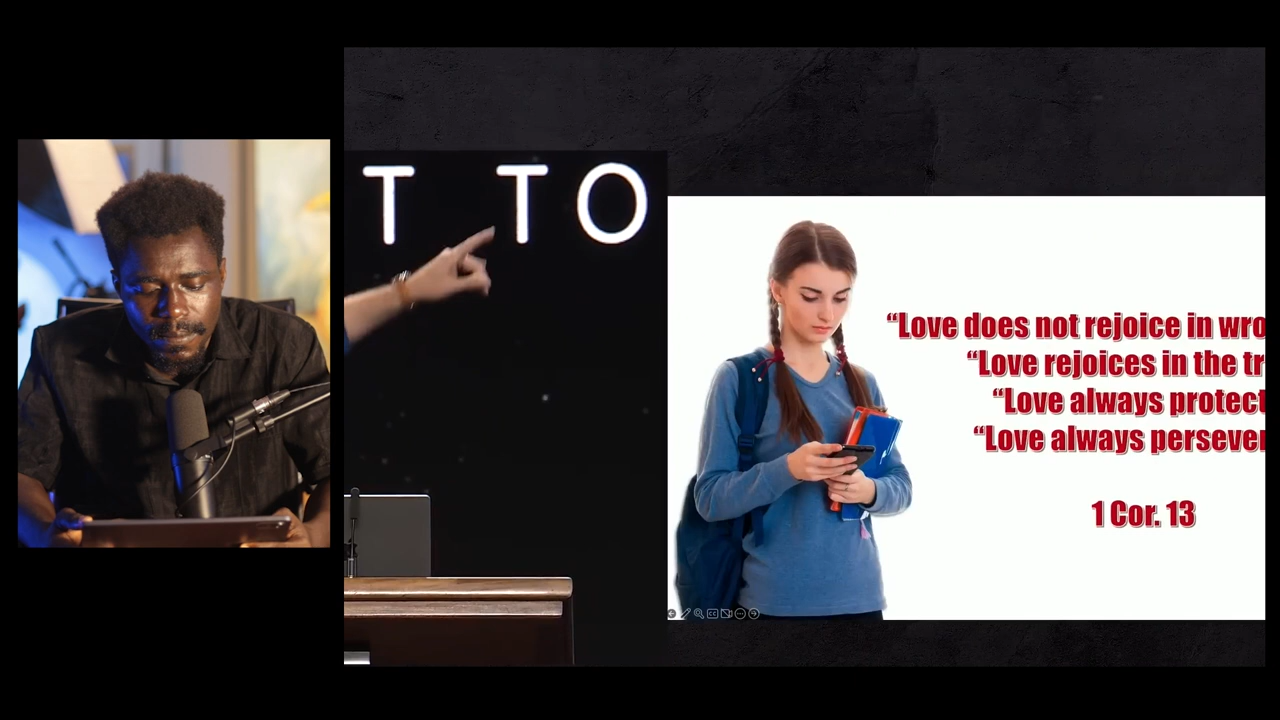 T TO
“Love does not rejoice in wro
“Love rejoices in the tr
“Love always protect
“Love always persever
1 Cor. 13